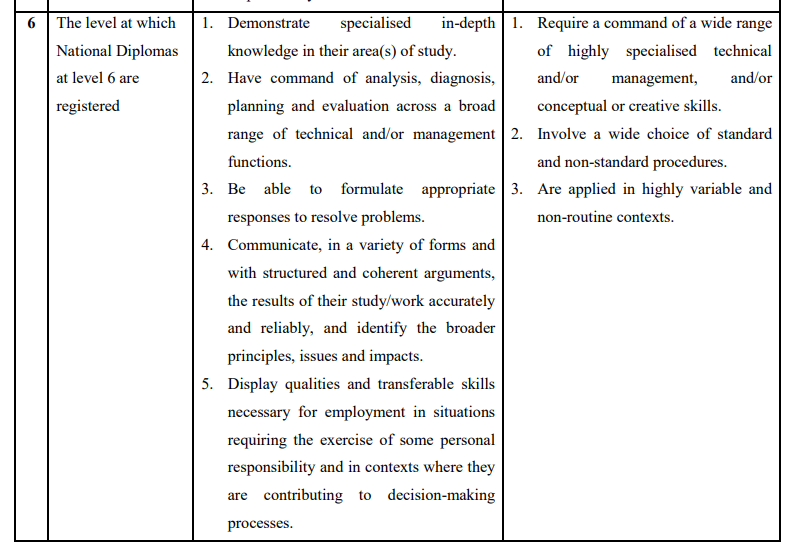 6
The level at which
National Diplomas
at level 6 are
registered
1. Demonstrate specialised in-depth
knowledge in their area(s) of study.
2. Have command of analysis, diagnosis,
planning and evaluation across a broad
range of technical and/or management
functions.
3. Be able to formulate appropriate
responses to resolve problems.
4. Communicate, in a variety of forms and
with structured and coherent arguments,
the results of their study/work accurately
and reliably, and identify the broader
principles, issues and impacts.
5. Display qualities and transferable skills
necessary for employment in situations
requiring the exercise of some personal
responsibility and in contexts where they
are contributing to decision-making
processes.
1. Require a command of a wide range
of highly specialised technical
and/or management, and/or
conceptual or creative skills.
2. Involve a wide choice of standard
and non-standard procedures.
3. Are applied in highly variable and
non-routine contexts.